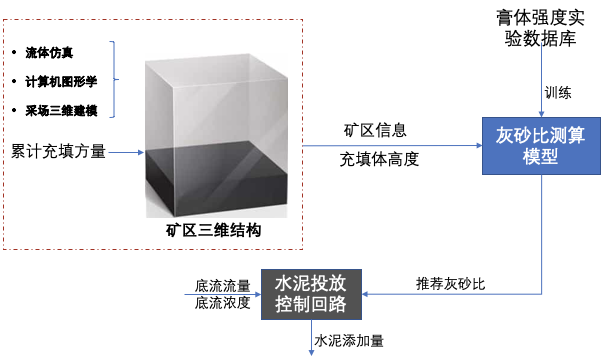 膏体强度实
验数据库
• 流体仿真
• 计算机图形学
• 采场三维建模
训练
累计充填方量
矿区信息
充填体高度
灰砂比测算
模型
矿区三维结构
底流流量
底流浓度
水泥投放
控制回路
推荐灰砂比
水泥添加量